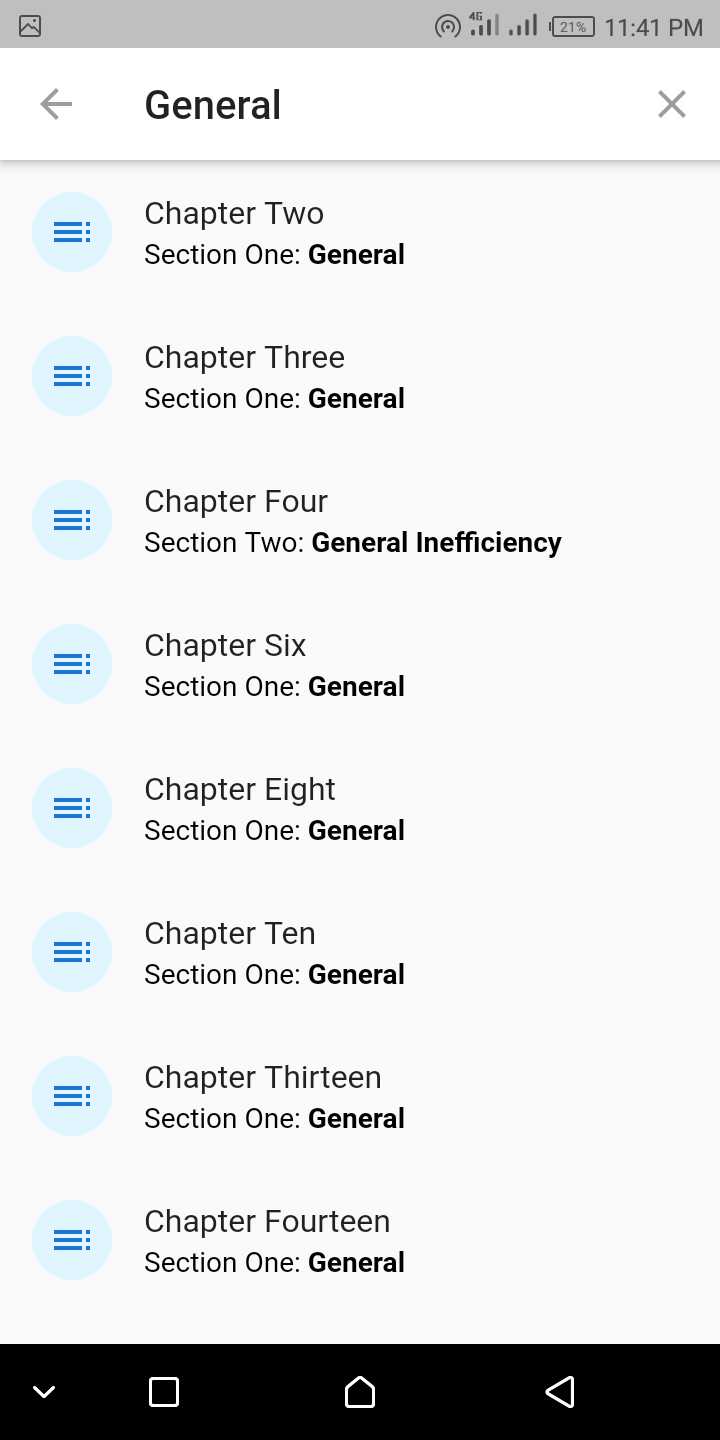 4G
21%
11:41 PM
General
Chapter Two
Section One: General
Chapter Three
Section One: General
Chapter Four
Section Two: General Inefficiency
Chapter Six
Section One: General
Chapter Eight
Section One: General
Chapter Ten
Section One: General
Chapter Thirteen
Section One: General
Chapter Fourteen
Section One: General